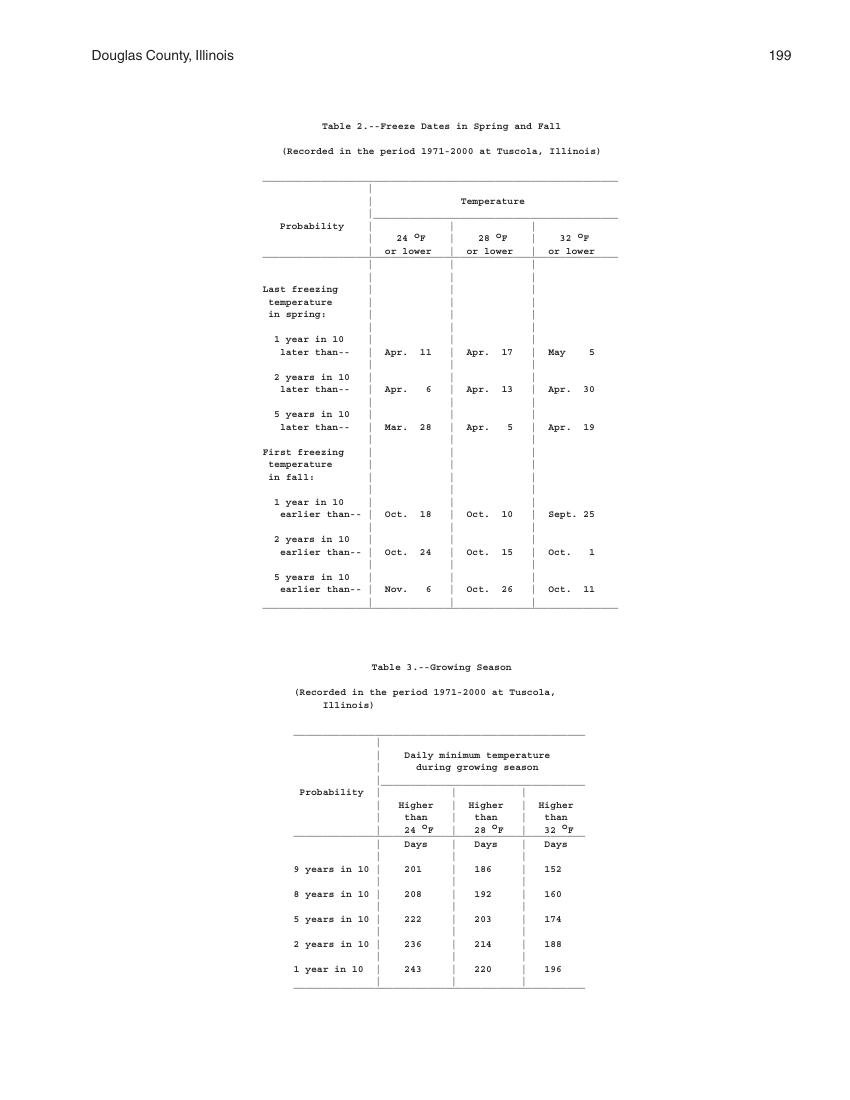 Douglas County, Illinois 199
Table 2.--Freeze Dates in Spring and Fall
(Recorded in the period 1971-2000 at Tuscola, Illinois)
Temperature
Probability
24 °F 28 °F 32 °F
or lower or lower or lower
Last freezing
temperature
in spring:
1 year in 10
later than-- Apr. 11 Apr. 17 May 5
2 years in 10
later than-- Apr. 6 Apr. 13 Apr. 30
5 years in 10
later than-- Mar. 28 Apr. 5 Apr. 19
First freezing
temperature
in fall:
1 year in 10
earlier than-- Oct. 18 Oct. 10 Sept. 25
2 years in 10
earlier than-- Oct. 24 Oct. 15 Oct. 1
5 years in 10
earlier than-- Nov. 6 Oct. 26 Oct. 11
Table 3.--Growing Season
(Recorded in the period 1971-2000 at Tuscola,
Illinois)
Daily minimum temperature
during growing season
Probability
Higher Higher Higher
than than than
24 °F 28 °F 32 °F
Days Days Days
9 years in 10 201 186 152
8 years in 10 208 192 160
5 years in 10 222 203 174
2 years in 10 236 214 188
1 year in 10 243 220 196